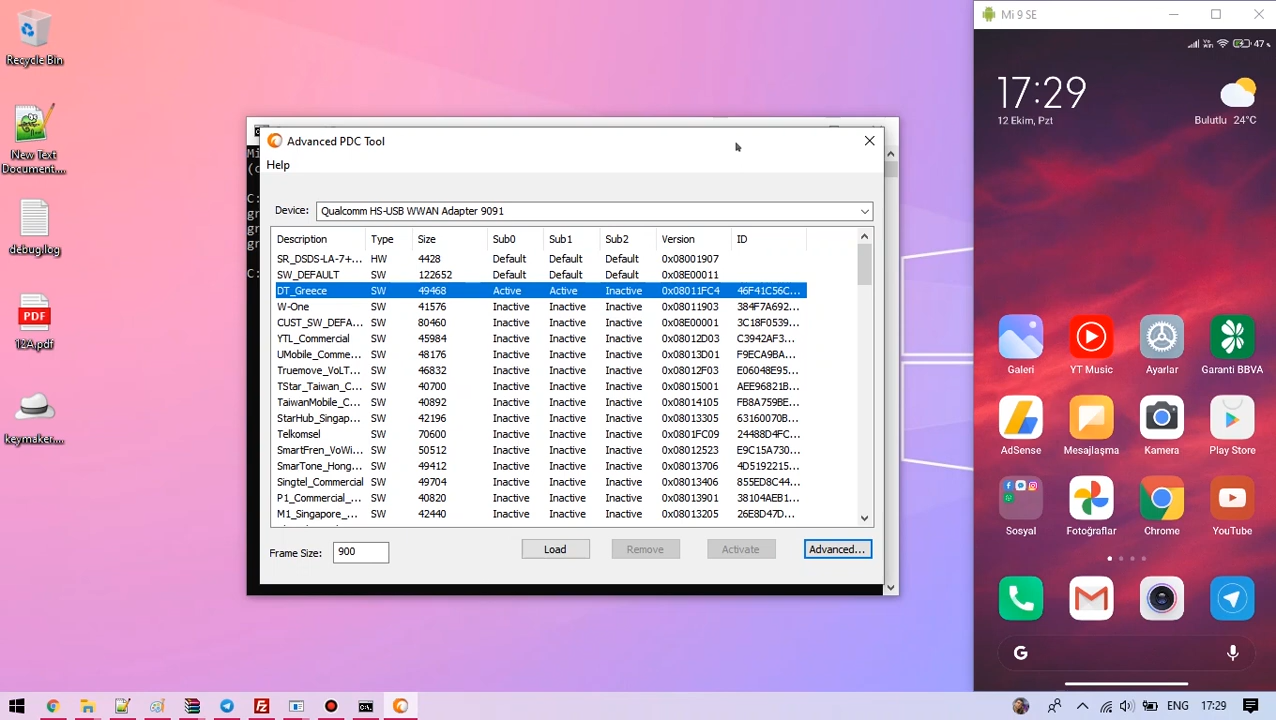 Recycle Bin
New Text
Document....
debug.log
PDF
12A.pdf
keymaker....
Advanced PDC Tool
Help
Device: Qualcomm HS-USB WWAN Adapter 9091
Description Type Size Sub0 Sub1 Sub2 Version ID
SR_DSDS-LA-7+... HW 4428 Default Default Default 0x08001907
SW_DEFAULT SW 122652 Default Default Default 0x08E00011
DT_Greece SW 49468 Active Active Inactive 0x08011FC4 46F41C56C...
W-One SW 41576 Inactive Inactive Inactive 0x08011903 384F7A692...
CUST_SW_DEFA... SW 80460 Inactive Inactive Inactive 0x08E00001 3C18F0539...
YTL_Commercial SW 45984 Inactive Inactive Inactive 0x08012D03 C3942AF3...
UMobile_Comme... SW 48176 Inactive Inactive Inactive 0x08013D01 F9ECA9BA...
Truemove_VoLT... SW 46832 Inactive Inactive Inactive 0x08012F03 E06048E95...
TStar_Taiwan_C... SW 40700 Inactive Inactive Inactive 0x08015001 AEE96821B...
TaiwanMobile_C... SW 40892 Inactive Inactive Inactive 0x08014105 FB8A759BE...
StarHub_Singap... SW 42196 Inactive Inactive Inactive 0x08013305 63160070B...
Telkomsel SW 70600 Inactive Inactive Inactive 0x0801FC09 24488D4FC...
SmartFren_VoWi... SW 50512 Inactive Inactive Inactive 0x08012523 E9C15A730...
SmarTone_Hong... SW 49412 Inactive Inactive Inactive 0x08013706 4D5192215...
Singtel_Commercial SW 49704 Inactive Inactive Inactive 0x08013406 855ED8C44...
P1_Commercial_... SW 40820 Inactive Inactive Inactive 0x08013901 38104AEB1...
M1_Singapore_... SW 42440 Inactive Inactive Inactive 0x08013205 26E8D47D...
Frame Size: 900
Load Remove Activate Advanced...
Mi 9 SE
47
17:29
12 Ekim, Pzt
Bulutlu 24°C
Galeri YT Music Ayarlar Garanti BBVA
AdSense Mesajlaşma Kamera Play Store
Sosyal Fotoğraflar Chrome YouTube
G
ENG 17:29